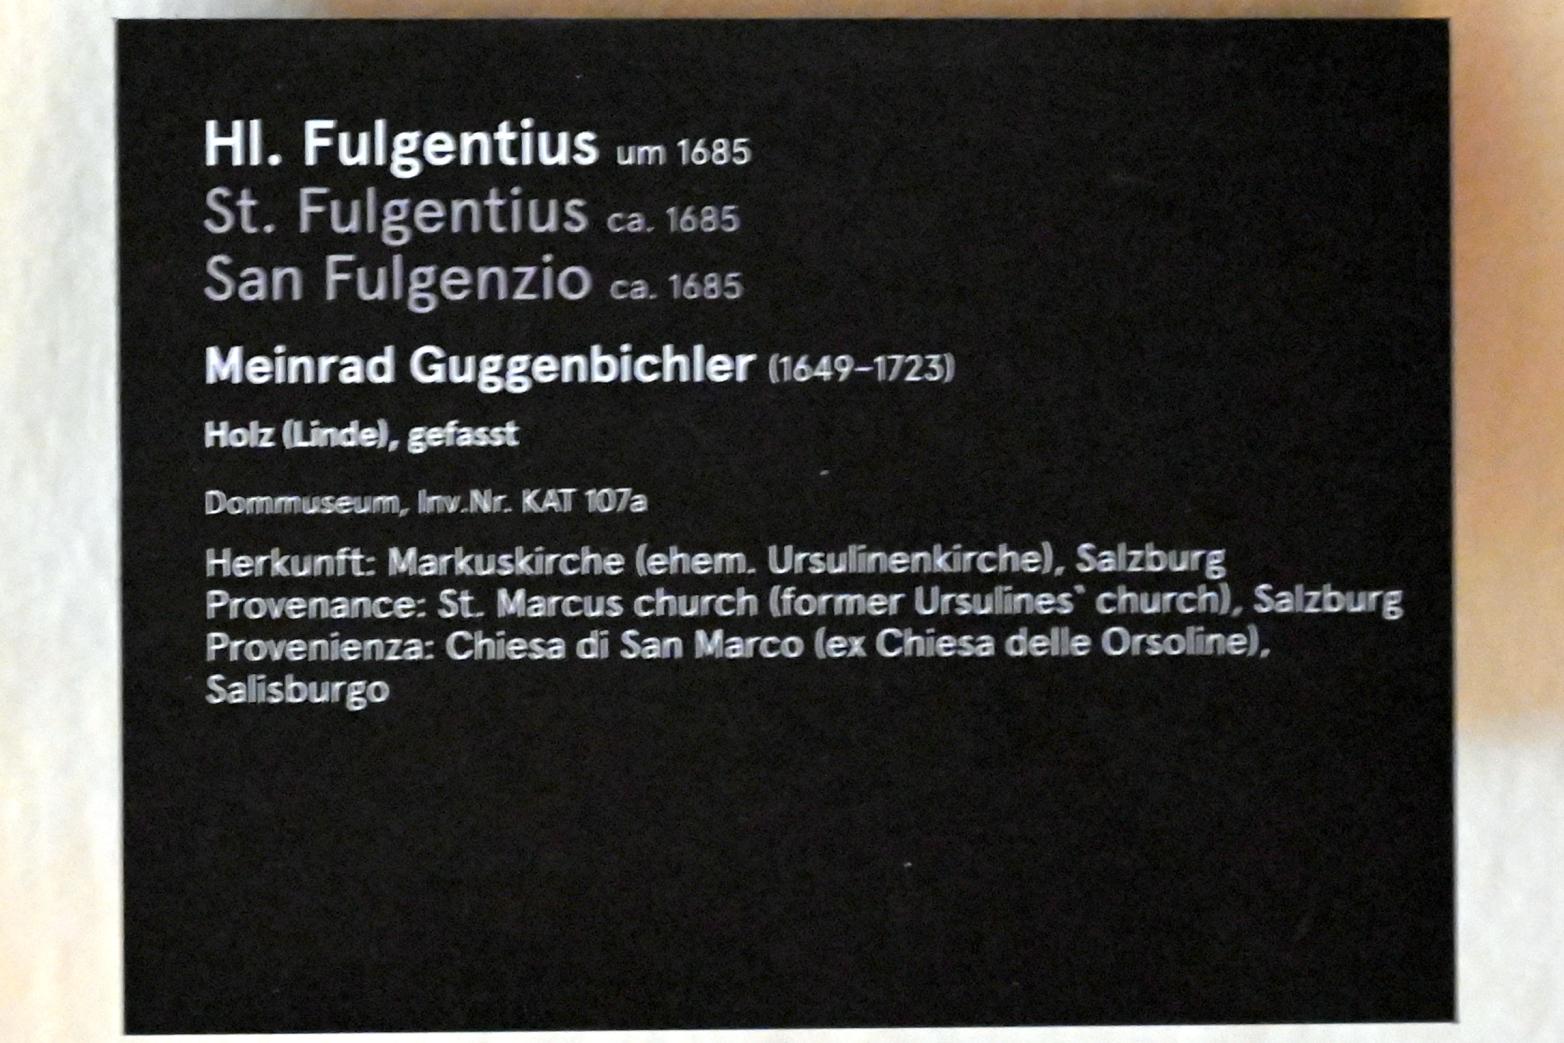 Hl. Fulgentius um 1685
St. Fulgentius ca. 1685
San Fulgenzio ca. 1685
Meinrad Guggenbichler (1649–1723)
Holz (Linde), gefasst
Dommuseum, Inv.Nr. KAT 107a
Herkunft: Markuskirche (ehem. Ursulinenkirche), Salzburg
Provenance: St. Marcus church (former Ursulines` church), Salzburg
Provenienza: Chiesa di San Marco (ex Chiesa delle Orsoline),
Salisburgo